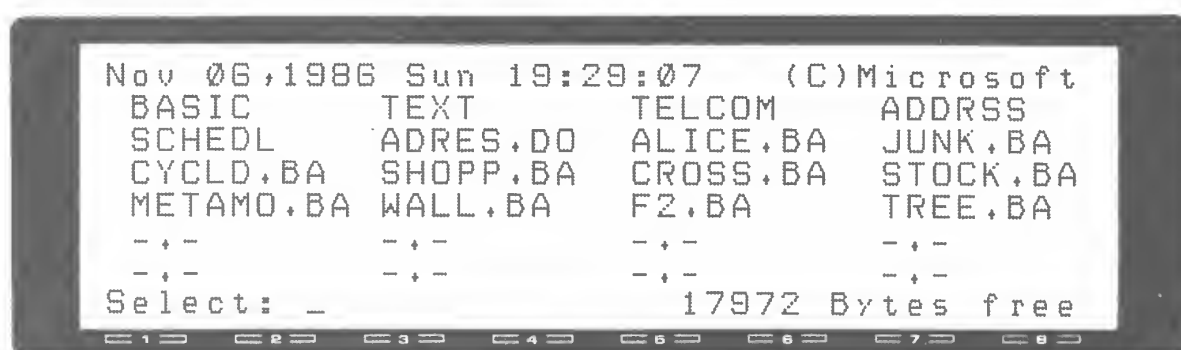 Nov 06,1986 Sun 19:29:07 (C)Microsoft
BASIC TEXT TELCOM ADDRSS
SCHEDL ADRES.DO ALICE.BA JUNK.BA
CYCLD.BA SHOPP.BA CROSS.BA STOCK.BA
METAMO.BA WALL.BA F2.BA TREE.BA
-.- -.- -.- -.-
-.- -.- -.- -.-
Select: _ 17972 Bytes free
1 2 3 4 5 6 7 8